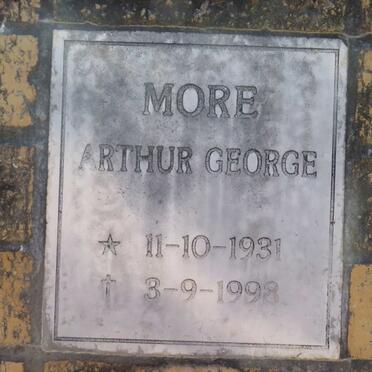 MORE
ARTHUR GEORGE
★ 11-10-1931
† 3-9-1998